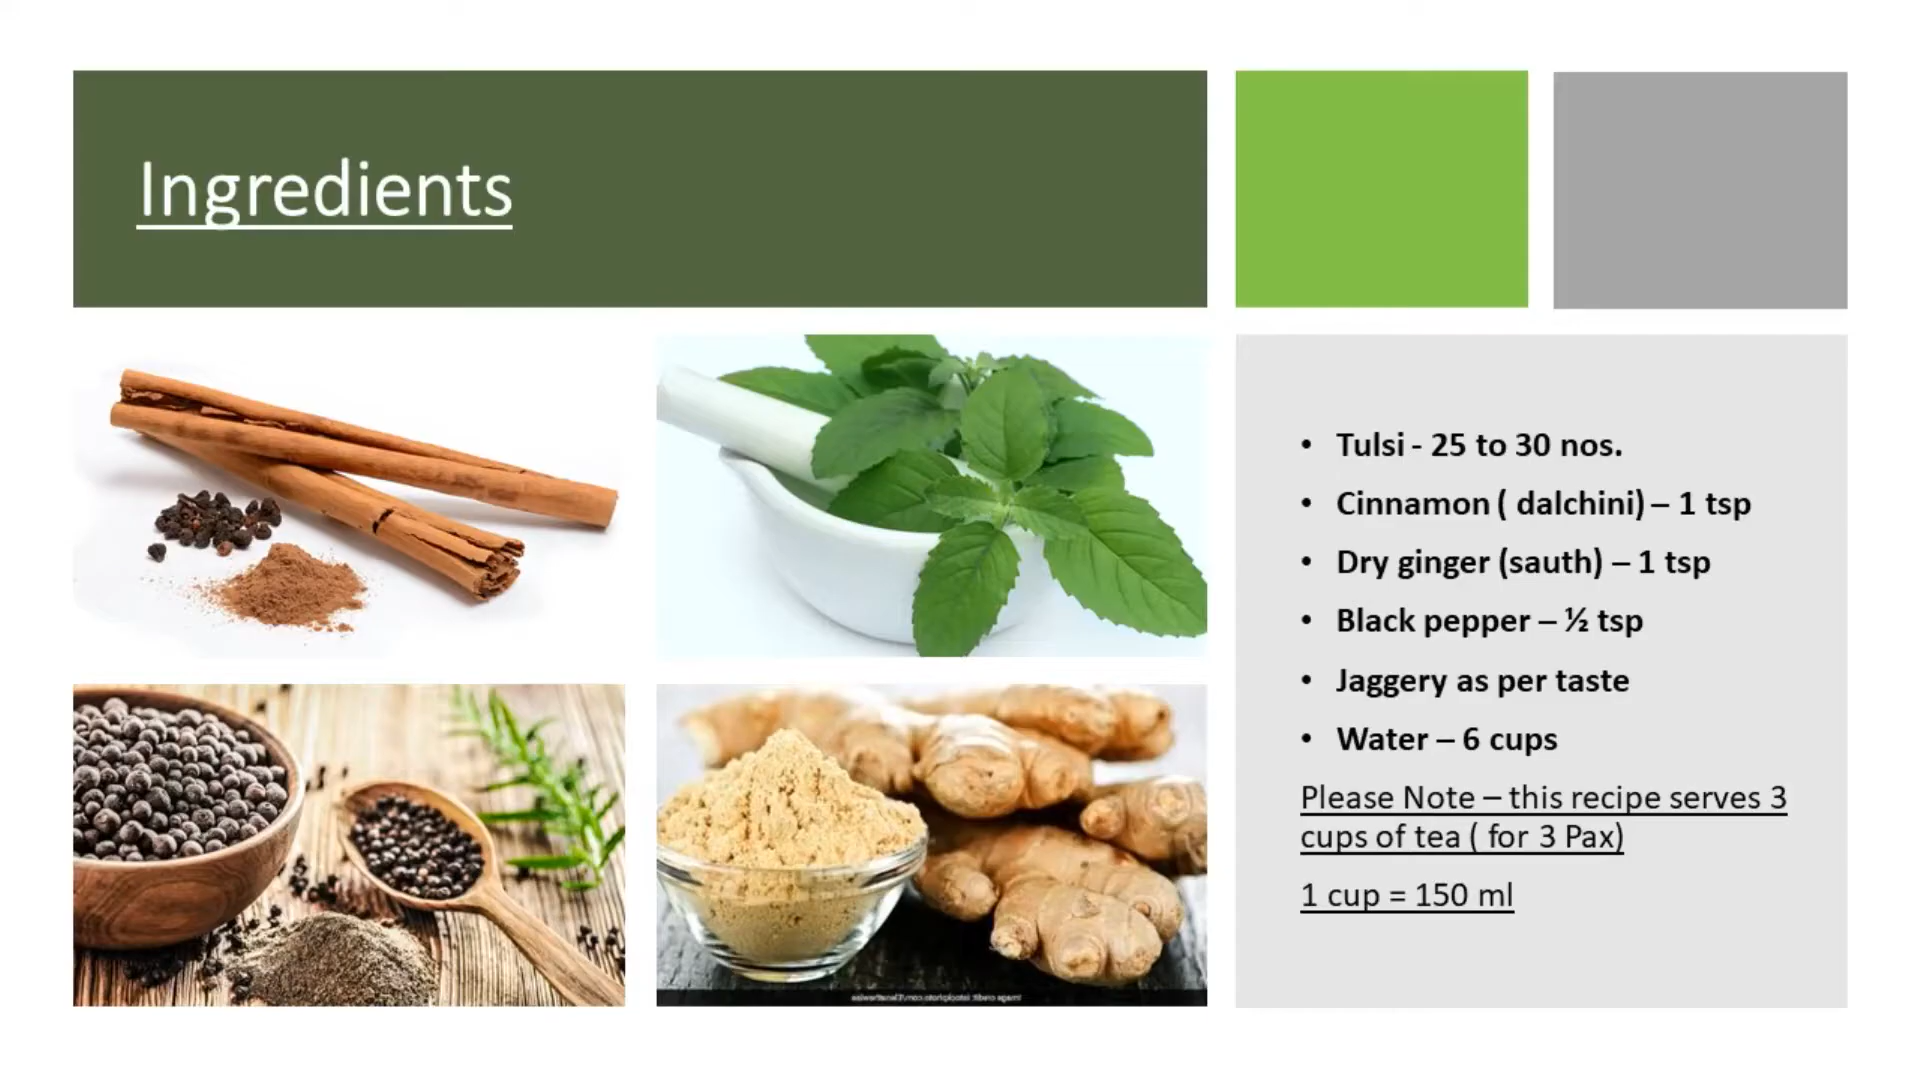 Ingredients
• Tulsi - 25 to 30 nos.
• Cinnamon ( dalchini) – 1 tsp
• Dry ginger (sauth) – 1 tsp
• Black pepper – ½ tsp
• Jaggery as per taste
• Water – 6 cups
Please Note – this recipe serves 3
cups of tea ( for 3 Pax)
1 cup = 150 ml